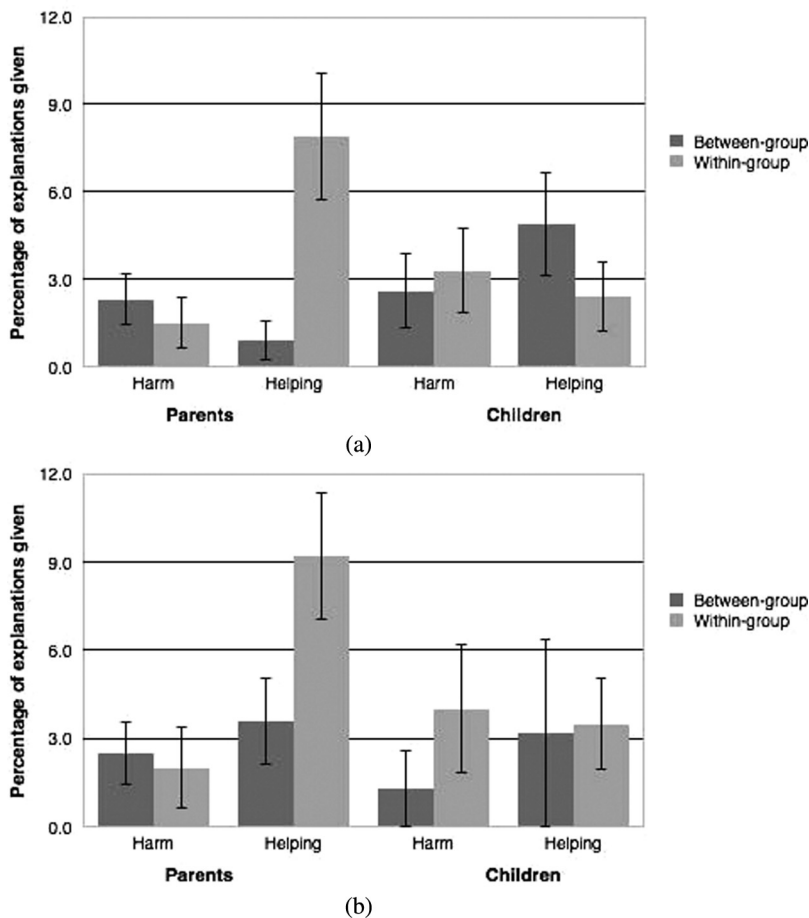 Percentage of explanations given
12.0
9.0
6.0
3.0
0.0
Between-group
Within-group
Harm Helping Harm Helping
Parents Children
(a)
Percentage of explanations given
12.0
9.0
6.0
3.0
0.0
Between-group
Within-group
Harm Helping Harm Helping
Parents Children
(b)